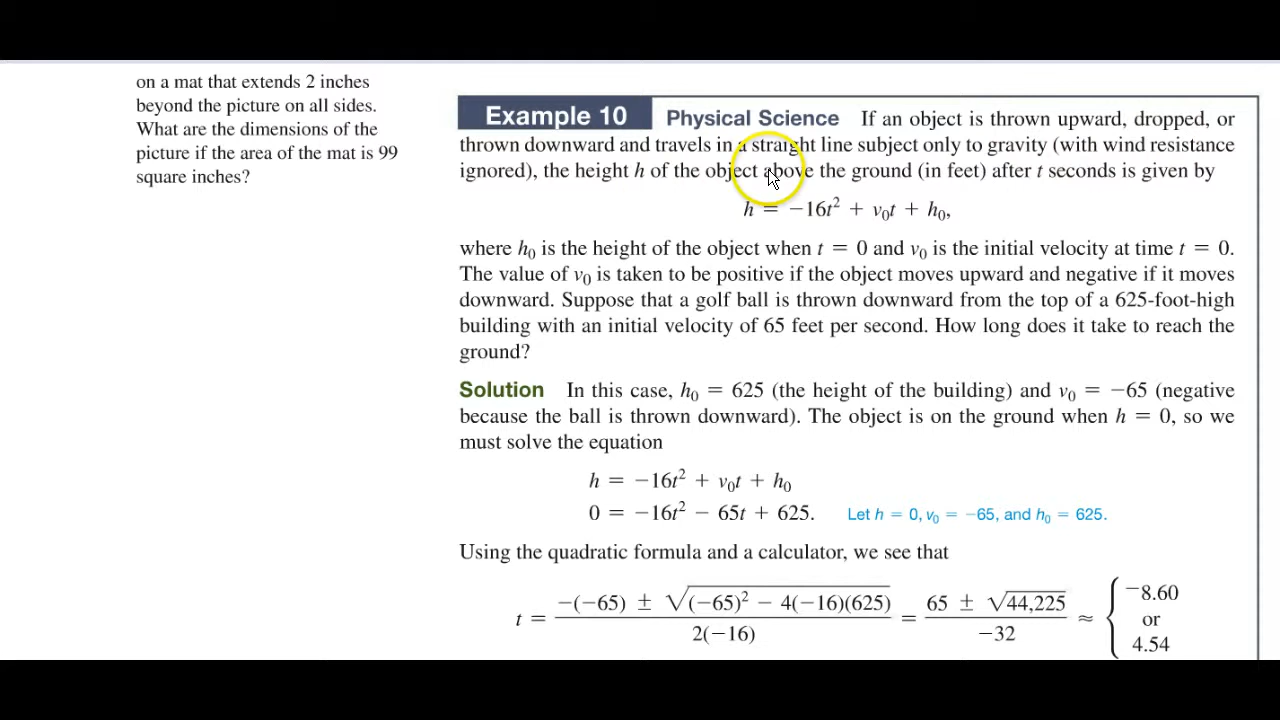 on a mat that extends 2 inches
beyond the picture on all sides.
What are the dimensions of the
picture if the area of the mat is 99
square inches?
Example 10 Physical Science If an object is thrown upward, dropped, or
thrown downward and travels in a straight line subject only to gravity (with wind resistance
ignored), the height h of the object above the ground (in feet) after t seconds is given by
h = −16t² + v₀t + h₀,
where h₀ is the height of the object when t = 0 and v₀ is the initial velocity at time t = 0.
The value of v₀ is taken to be positive if the object moves upward and negative if it moves
downward. Suppose that a golf ball is thrown downward from the top of a 625-foot-high
building with an initial velocity of 65 feet per second. How long does it take to reach the
ground?
Solution In this case, h₀ = 625 (the height of the building) and v₀ = −65 (negative
because the ball is thrown downward). The object is on the ground when h = 0, so we
must solve the equation
h = −16t² + v₀t + h₀
0 = −16t² − 65t + 625. Let h = 0, v₀ = −65, and h₀ = 625.
Using the quadratic formula and a calculator, we see that
t = −(−65) ± √(−65)² − 4(−16)(625) / 2(−16) = 65 ± √44,225 / −32 ≈ { −8.60 or 4.54